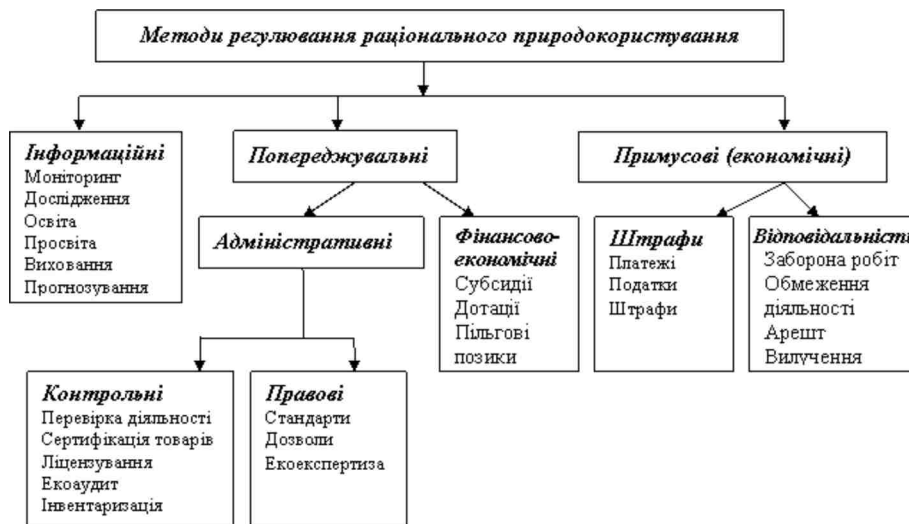 Методи регулювання раціонального природокористування
Інформаційні
Моніторинг
Дослідження
Освіта
Просвіта
Виховання
Прогнозування
Попереджувальні
Примусові (економічні)
Адміністративні
Фінансово-
економічні
Субсидії
Дотації
Пільгові
позики
Штрафи
Платежі
Податки
Штрафи
Відповідальність
Заборона робіт
Обмеження
діяльності
Арешт
Вилучення
Контрольні
Перевірка діяльності
Сертифікація товарів
Ліцензування
Екоаудит
Інвентаризація
Правові
Стандарти
Дозволи
Екоекспертиза